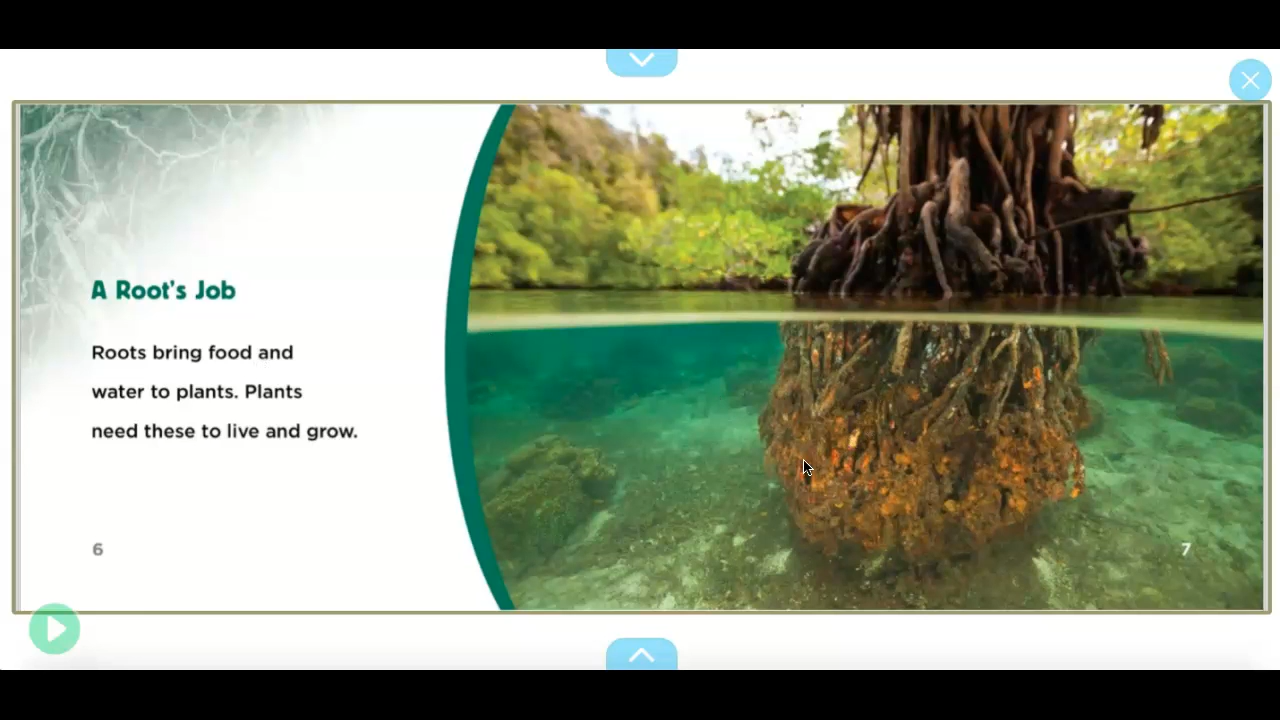 A Root's Job
Roots bring food and
water to plants. Plants
need these to live and grow.
6
7